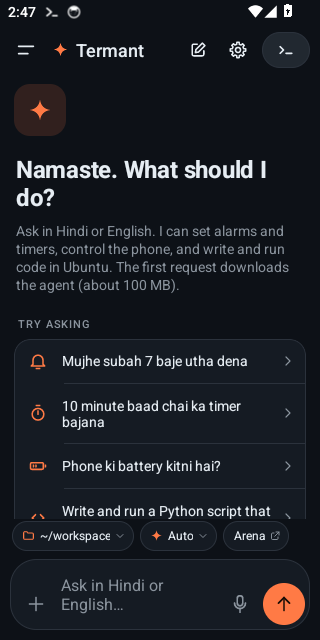 2:47
Termant
Namaste. What should I
do?
Ask in Hindi or English. I can set alarms and
timers, control the phone, and write and run
code in Ubuntu. The first request downloads
the agent (about 100 MB).
TRY ASKING
Mujhe subah 7 baje utha dena
10 minute baad chai ka timer
bajana
Phone ki battery kitni hai?
Write and run a Python script that
~/workspace
Auto
Arena
Ask in Hindi or
English…